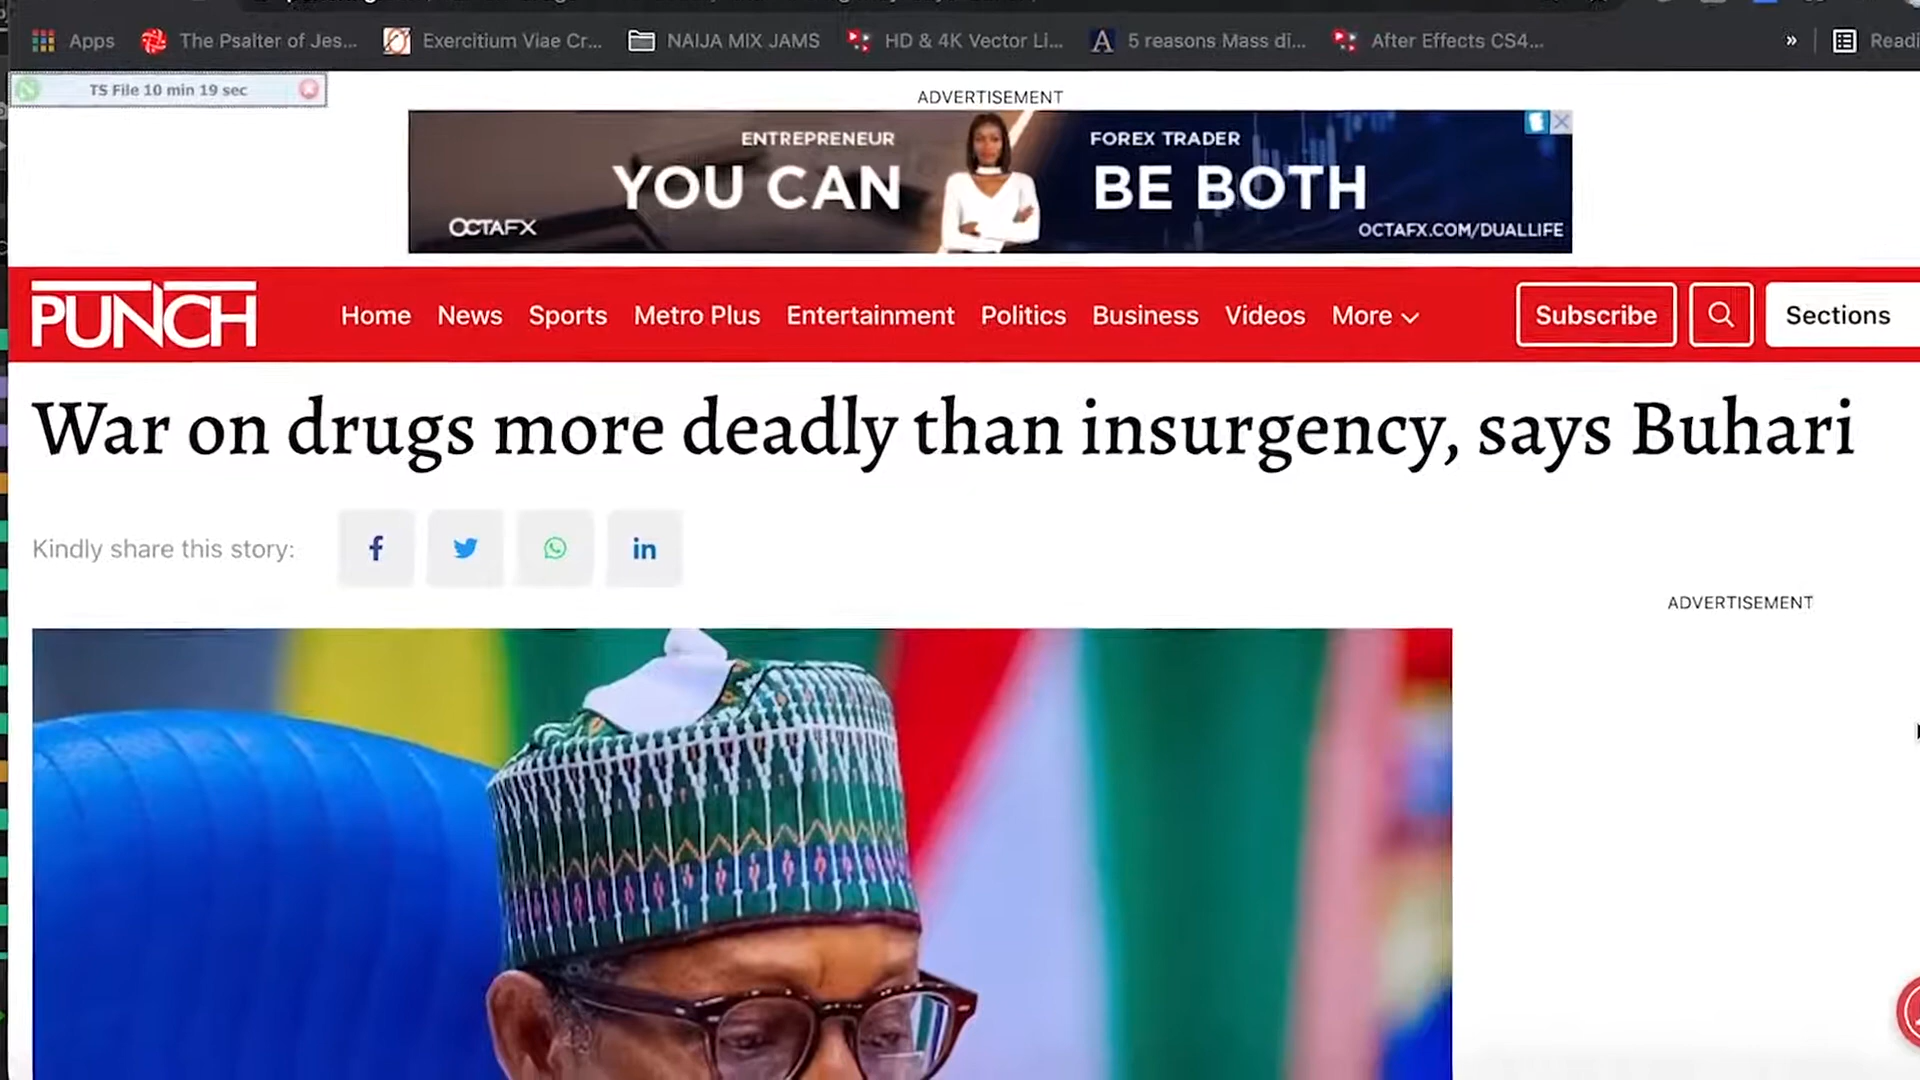 Apps The Psalter of Jes... Exercitium Viae Cr... NAIJA MIX JAMS HD & 4K Vector Li... 5 reasons Mass di... After Effects CS4... » Readi
TS File 10 min 19 sec
ADVERTISEMENT
ENTREPRENEUR FOREX TRADER
YOU CAN BE BOTH
OCTAFX OCTAFX.COM/DUALLIFE
PUNCH Home News Sports Metro Plus Entertainment Politics Business Videos More Subscribe Sections
War on drugs more deadly than insurgency, says Buhari
Kindly share this story:
ADVERTISEMENT